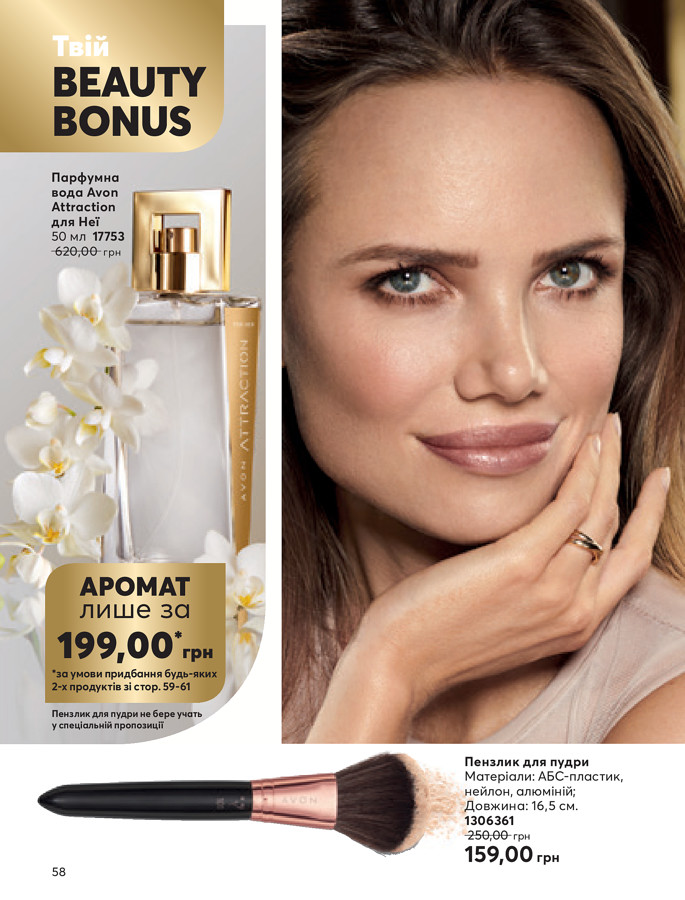 Твій
BEAUTY
BONUS
Парфумна
вода Avon
Attraction
для Неї
50 мл 17753
620,00 грн
AVON ATTRACTION
АРОМАТ
лише за
199,00* грн
*за умови придбання будь-яких
2-х продуктів зі стор. 59-61
Пензлик для пудри не бере учать
у спеціальній пропозиції
AVON
Пензлик для пудри
Матеріали: АБС-пластик,
нейлон, алюміній;
Довжина: 16,5 см.
1306361
250,00 грн
159,00 грн
58